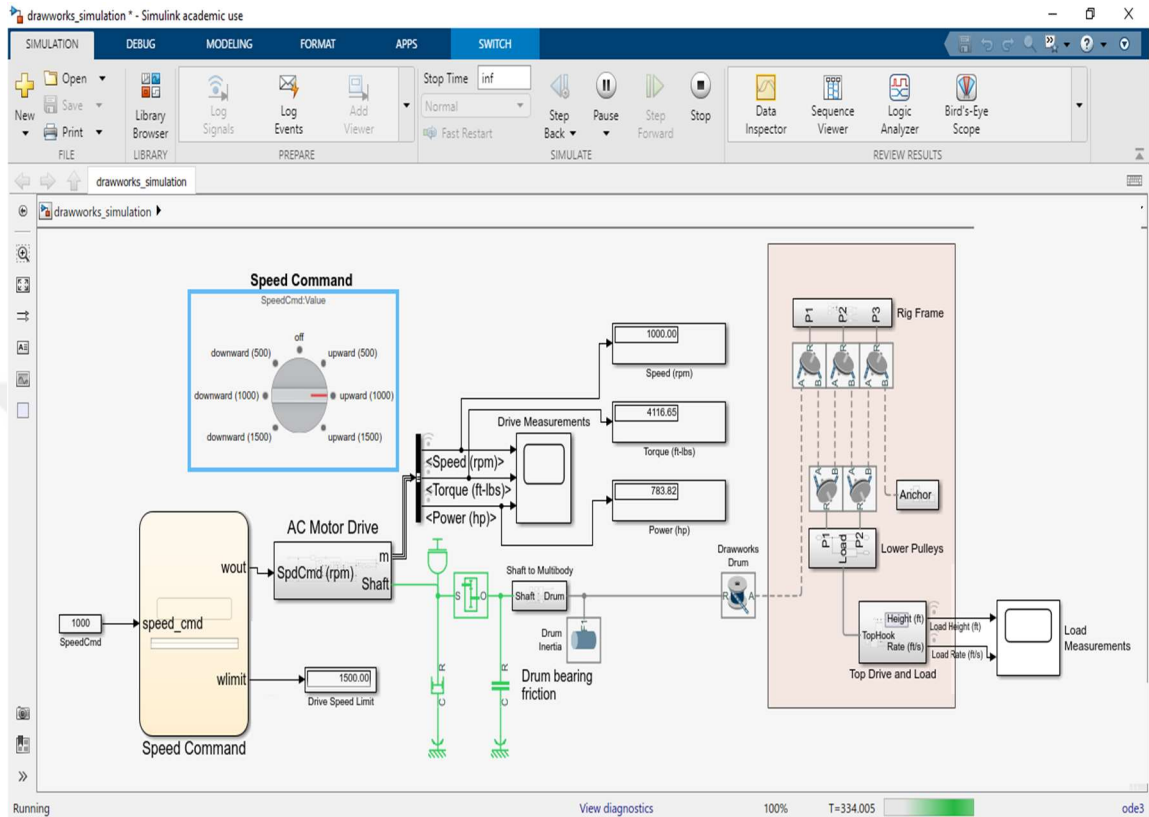 drawworks_simulation * - Simulink academic use
SIMULATION DEBUG MODELING FORMAT APPS SWITCH
New
Open
Save
Print
FILE
Library Browser
LIBRARY
Log Signals
Log Events
Add Viewer
PREPARE
Stop Time inf
Normal
Fast Restart
Step Back
Pause
Step Forward
Stop
SIMULATE
Data Inspector
Sequence Viewer
Logic Analyzer
Bird's-Eye Scope
REVIEW RESULTS
drawworks_simulation
drawworks_simulation
Speed Command
SpeedCmd:Value
off
downward (500)
upward (500)
downward (1000)
upward (1000)
downward (1500)
upward (1500)
1000.00
Speed (rpm)
4116.65
Torque (ft-lbs)
783.82
Power (hp)
Drive Measurements
<Speed (rpm)>
<Torque (ft-lbs)>
<Power (hp)>
AC Motor Drive
SpdCmd (rpm)
m
Shaft
1000
SpeedCmd
speed_cmd
wout
wlimit
Speed Command
1500.00
Drive Speed Limit
S O
R
C
R
C
Shaft to Multibody
Shaft Drum
Drum
Inertia
F1
Drum bearing
friction
Drawworks
Drum
R A
P1 P2 P3
Rig Frame
R R R
A B A B A B
A B A B
R R
Anchor
P1 Load P2
Lower Pulleys
Height (ft)
TopHook
Rate (ft/s)
Top Drive and Load
Load Height (ft)
Load Rate (ft/s)
Load
Measurements
Running
View diagnostics
100%
T=334.005
ode3